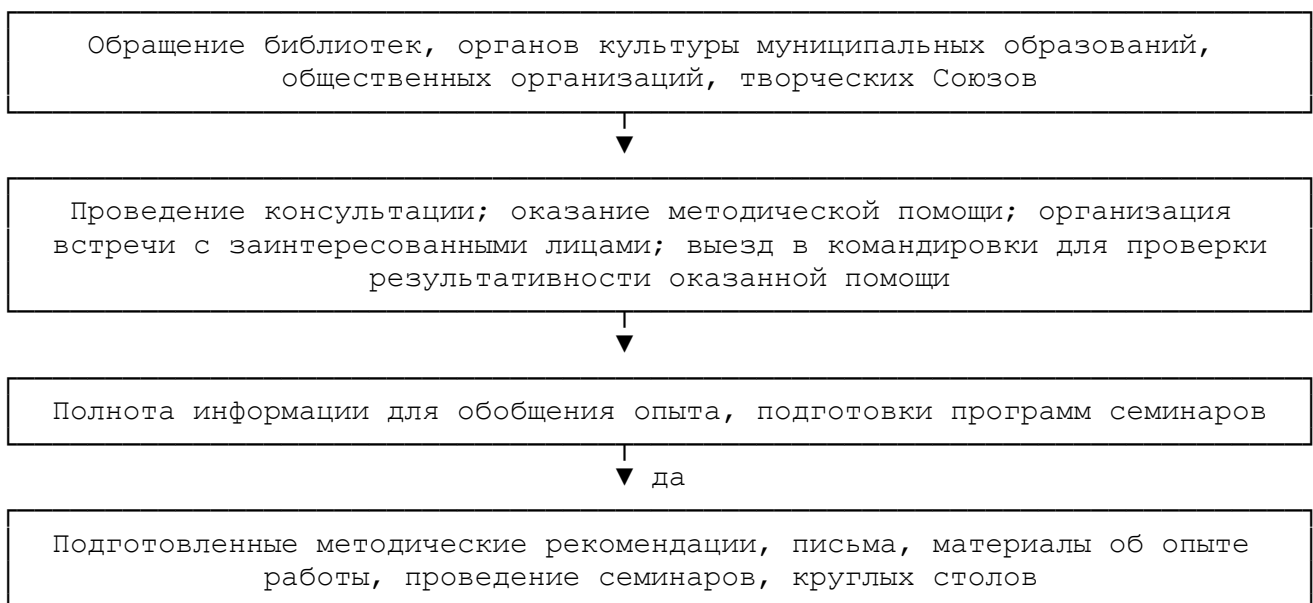 Обращение библиотек, органов культуры муниципальных образований,
общественных организаций, творческих Союзов
Проведение консультации; оказание методической помощи; организация
встречи с заинтересованными лицами; выезд в командировки для проверки
результативности оказанной помощи
Полнота информации для обобщения опыта, подготовки программ семинаров
да
Подготовленные методические рекомендации, письма, материалы об опыте
работы, проведение семинаров, круглых столов